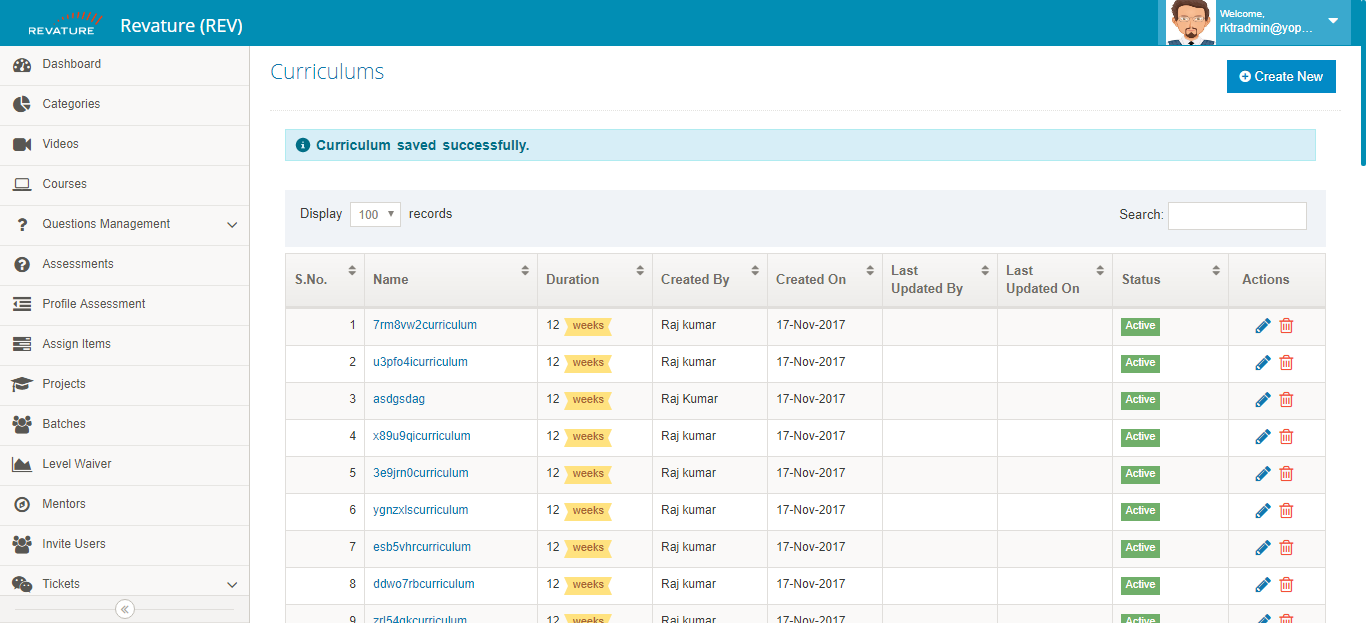 REVATURE
Revature (REV)
Welcome,
rktradmin@yop...
Dashboard
Categories
Videos
Courses
Questions Management
Assessments
Profile Assessment
Assign Items
Projects
Batches
Level Waiver
Mentors
Invite Users
Tickets
Curriculums
Create New
Curriculum saved successfully.
Display 100 records
Search:
S.No. Name Duration Created By Created On Last Updated By Last Updated On Status Actions
1 7rm8vw2curriculum 12 weeks Raj kumar 17-Nov-2017 Active
2 u3pfo4icurriculum 12 weeks Raj kumar 17-Nov-2017 Active
3 asdgsdag 12 weeks Raj Kumar 17-Nov-2017 Active
4 x89u9qicurriculum 12 weeks Raj kumar 17-Nov-2017 Active
5 3e9jrn0curriculum 12 weeks Raj kumar 17-Nov-2017 Active
6 ygnzxlscurriculum 12 weeks Raj kumar 17-Nov-2017 Active
7 esb5vhrcurriculum 12 weeks Raj kumar 17-Nov-2017 Active
8 ddwo7rbcurriculum 12 weeks Raj kumar 17-Nov-2017 Active
9 12 weeks Raj kumar 17-Nov-2017 Active